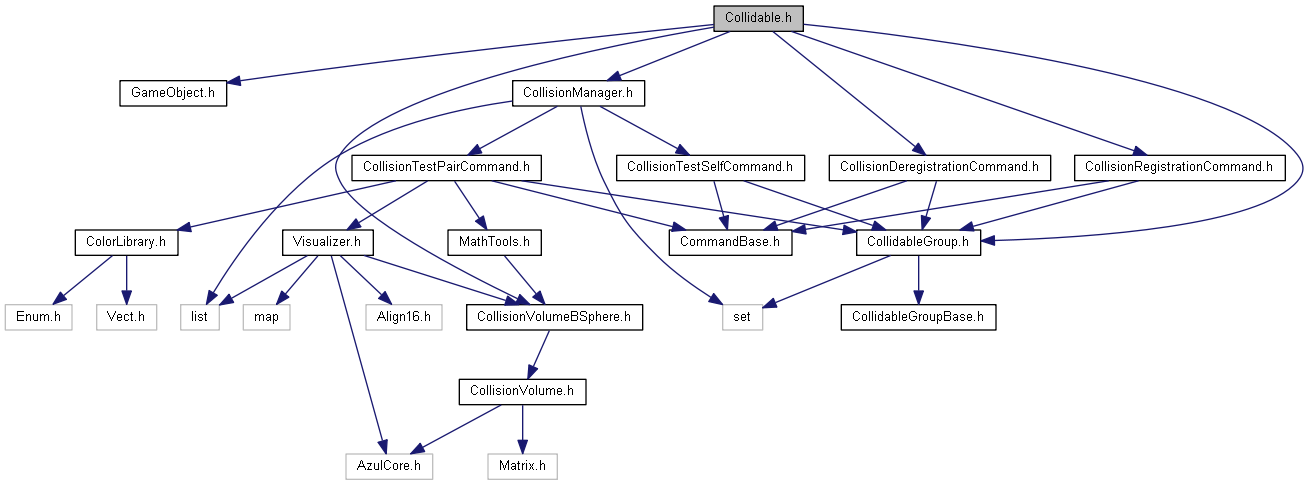 Collidable.h
GameObject.h
CollisionManager.h
CollisionTestPairCommand.h
CollisionTestSelfCommand.h
CollisionDeregistrationCommand.h
CollisionRegistrationCommand.h
ColorLibrary.h
Visualizer.h
MathTools.h
CommandBase.h
CollidableGroup.h
Enum.h
Vect.h
list
map
Align16.h
CollisionVolumeBSphere.h
set
CollidableGroupBase.h
CollisionVolume.h
AzulCore.h
Matrix.h